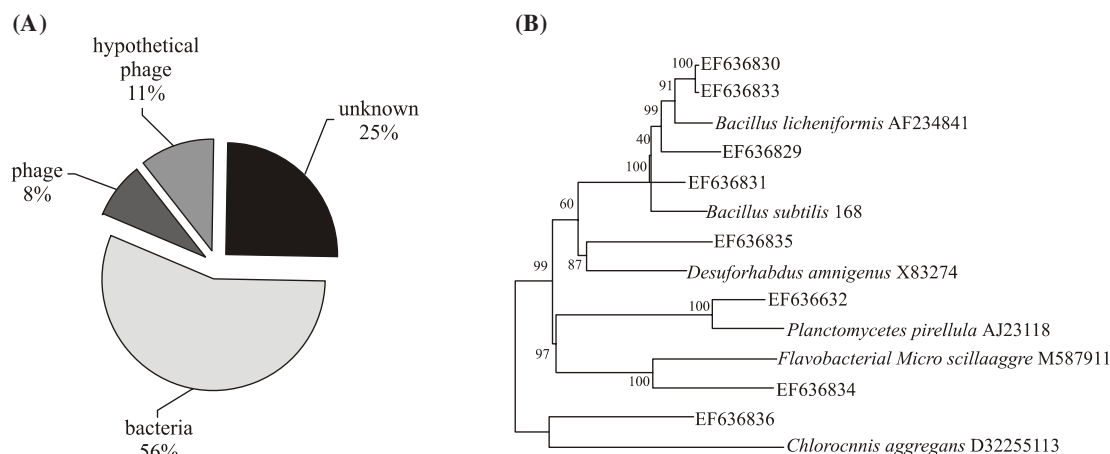 (A)
hypothetical
phage
11%
unknown
25%
phage
8%
bacteria
56%
(B)
100
EF636830
EF636833
91
99
Bacillus licheniformis AF234841
40
EF636829
100
EF636831
60
Bacillus subtilis 168
EF636835
99
87
Desuforhabdus amnigenus X83274
100
EF636632
Planctomycetes pirellula AJ23118
97
Flavobacterial Micro scillaaggre M587911
100
EF636834
EF636836
Chlorocnnis aggregans D32255113